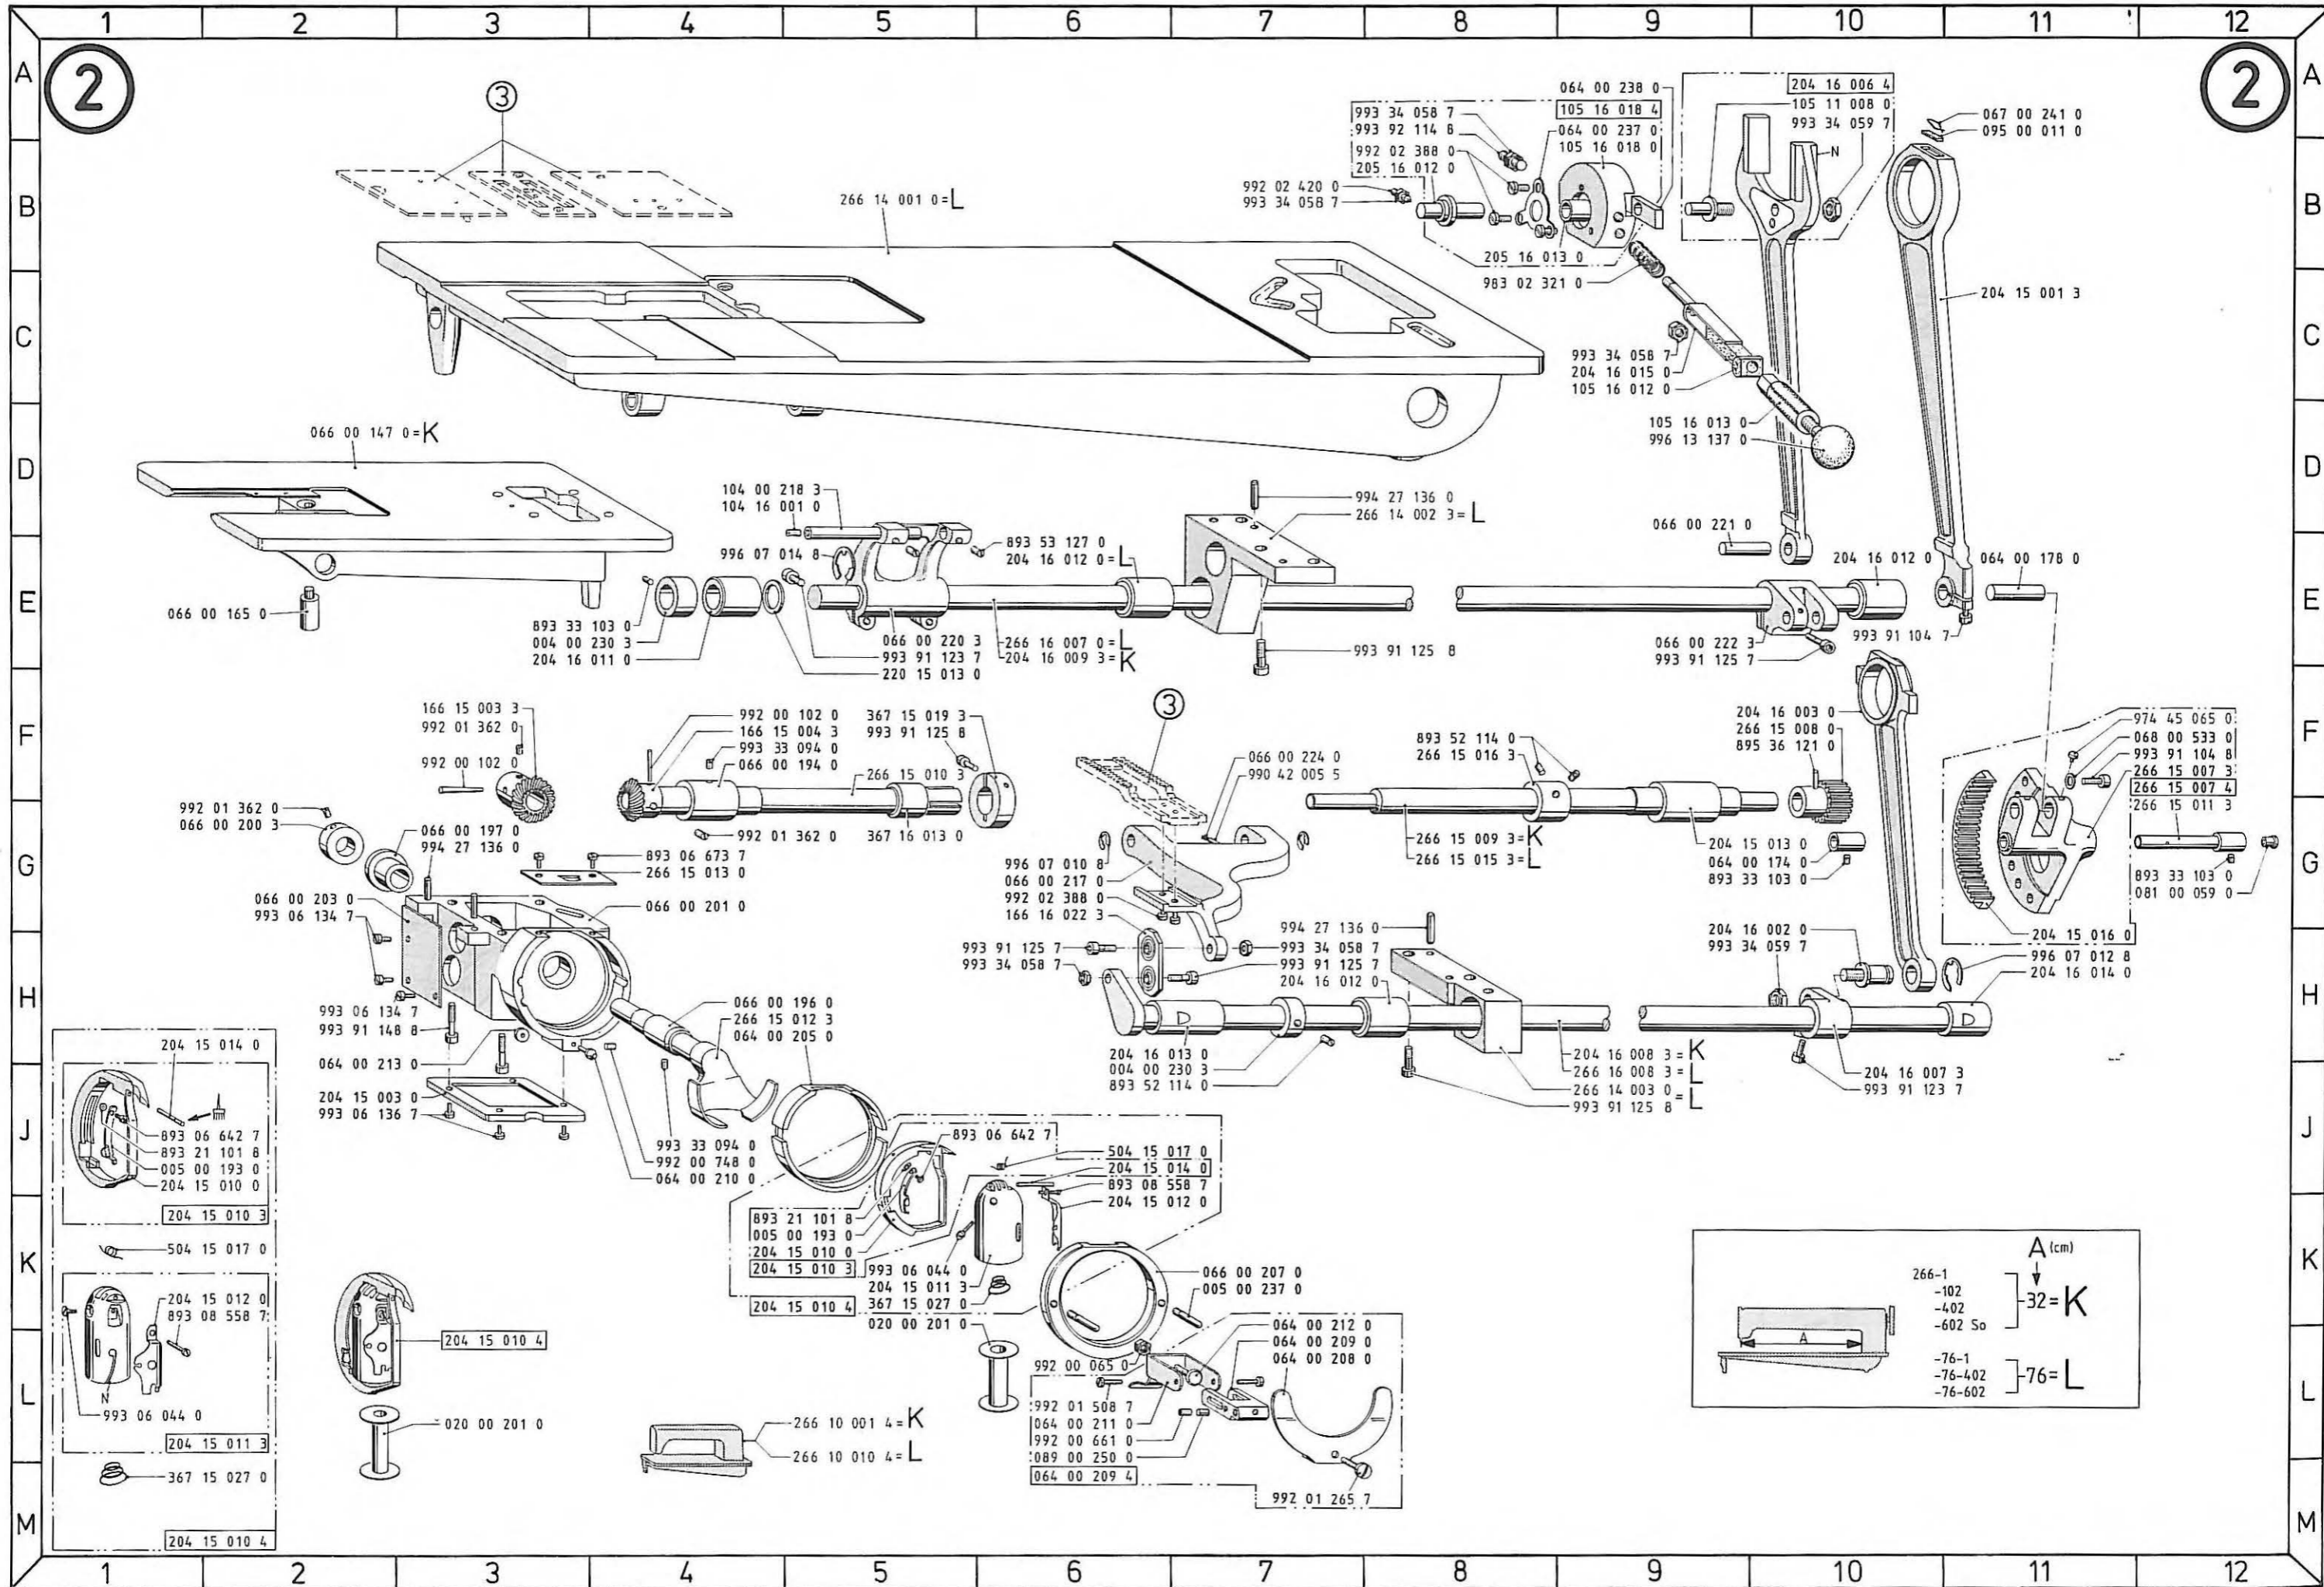 1 2 3 4 5 6 7 8 9 10 11 12
A A
2 2
3
064 00 238 0
204 16 006 4
993 34 058 7
105 16 018 4
105 11 008 0
067 00 241 0
993 92 114 8
064 00 237 0
993 34 059 7
095 00 011 0
992 02 388 0
105 16 018 0
205 16 012 0
N
B B
992 02 420 0
993 34 058 7
266 14 001 0=L
205 16 013 0
983 02 321 0
204 15 001 3
C C
993 34 058 7
204 16 015 0
105 16 012 0
D D
066 00 147 0=K
105 16 013 0
996 13 137 0
104 00 218 3
104 16 001 0
994 27 136 0
266 14 002 3=L
066 00 221 0
996 07 014 8
893 53 127 0
204 16 012 0=L
204 16 012 0
064 00 178 0
E E
066 00 165 0
893 33 103 0
004 00 230 3
204 16 011 0
066 00 220 3
993 91 123 7
220 15 013 0
266 16 007 0=L
204 16 009 3=K
993 91 125 8
066 00 222 3
993 91 125 7
993 91 104 7
F F
166 15 003 3
992 01 362 0
992 00 102 0
992 00 102 0
166 15 004 3
993 33 094 0
066 00 194 0
367 15 019 3
993 91 125 8
266 15 010 3
3
066 00 224 0
990 42 005 5
893 52 114 0
266 15 016 3
204 16 003 0
266 15 008 0
895 36 121 0
974 45 065 0
068 00 533 0
993 91 104 8
266 15 007 3
266 15 007 4
266 15 011 3
G G
992 01 362 0
066 00 200 3
066 00 197 0
994 27 136 0
992 01 362 0
367 16 013 0
893 06 673 7
266 15 013 0
996 07 010 8
066 00 217 0
992 02 388 0
166 16 022 3
266 15 009 3=K
266 15 015 3=L
204 15 013 0
064 00 174 0
893 33 103 0
893 33 103 0
081 00 059 0
066 00 203 0
993 06 134 7
066 00 201 0
204 15 016 0
H H
994 27 136 0
993 91 125 7
993 34 058 7
993 34 058 7
993 91 125 7
204 16 012 0
204 16 002 0
993 34 059 7
996 07 012 8
204 16 014 0
993 06 134 7
993 91 148 8
064 00 213 0
066 00 196 0
266 15 012 3
064 00 205 0
D
D
204 16 013 0
004 00 230 3
893 52 114 0
204 16 008 3=K
266 16 008 3=L
266 14 003 0=L
993 91 125 8
204 16 007 3
993 91 123 7
J J
204 15 014 0
893 06 642 7
893 21 101 8
005 00 193 0
204 15 010 0
204 15 010 3
204 15 003 0
993 06 136 7
993 33 094 0
992 00 748 0
064 00 210 0
893 06 642 7
504 15 017 0
204 15 014 0
893 08 558 7
204 15 012 0
893 21 101 8
005 00 193 0
204 15 010 0
204 15 010 3
K K
504 15 017 0
993 06 044 0
204 15 011 3
367 15 027 0
204 15 010 4
020 00 201 0
066 00 207 0
005 00 237 0
204 15 012 0
893 08 558 7
N
993 06 044 0
204 15 011 3
367 15 027 0
204 15 010 4
204 15 010 4
020 00 201 0
L L
266 10 001 4=K
266 10 010 4=L
064 00 212 0
064 00 209 0
064 00 208 0
992 00 065 0
992 01 508 7
064 00 211 0
992 00 661 0
089 00 250 0
064 00 209 4
992 01 265 7
A (cm)
266-1
-102
-402
-602 So
32=K
A
-76-1
-76-402
-76-602
76=L
M M
1 2 3 4 5 6 7 8 9 10 11 12